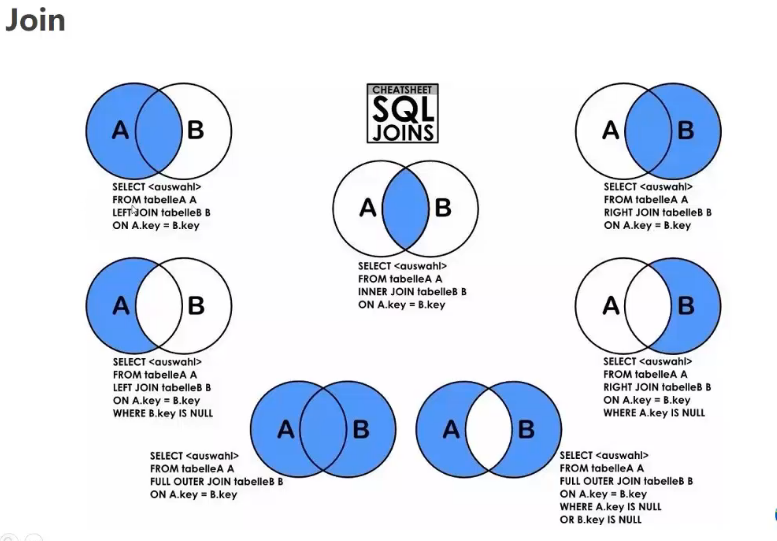 Join
CHEATSHEET
SQL
JOINS
A B
SELECT <auswahl>
FROM tabelleA A
LEFT JOIN tabelleB B
ON A.key = B.key
A B
SELECT <auswahl>
FROM tabelleA A
INNER JOIN tabelleB B
ON A.key = B.key
A B
SELECT <auswahl>
FROM tabelleA A
RIGHT JOIN tabelleB B
ON A.key = B.key
A B
SELECT <auswahl>
FROM tabelleA A
LEFT JOIN tabelleB B
ON A.key = B.key
WHERE B.key IS NULL
A B
SELECT <auswahl>
FROM tabelleA A
RIGHT JOIN tabelleB B
ON A.key = B.key
WHERE A.key IS NULL
A B
SELECT <auswahl>
FROM tabelleA A
FULL OUTER JOIN tabelleB B
ON A.key = B.key
A B
SELECT <auswahl>
FROM tabelleA A
FULL OUTER JOIN tabelleB B
ON A.key = B.key
WHERE A.key IS NULL
OR B.key IS NULL